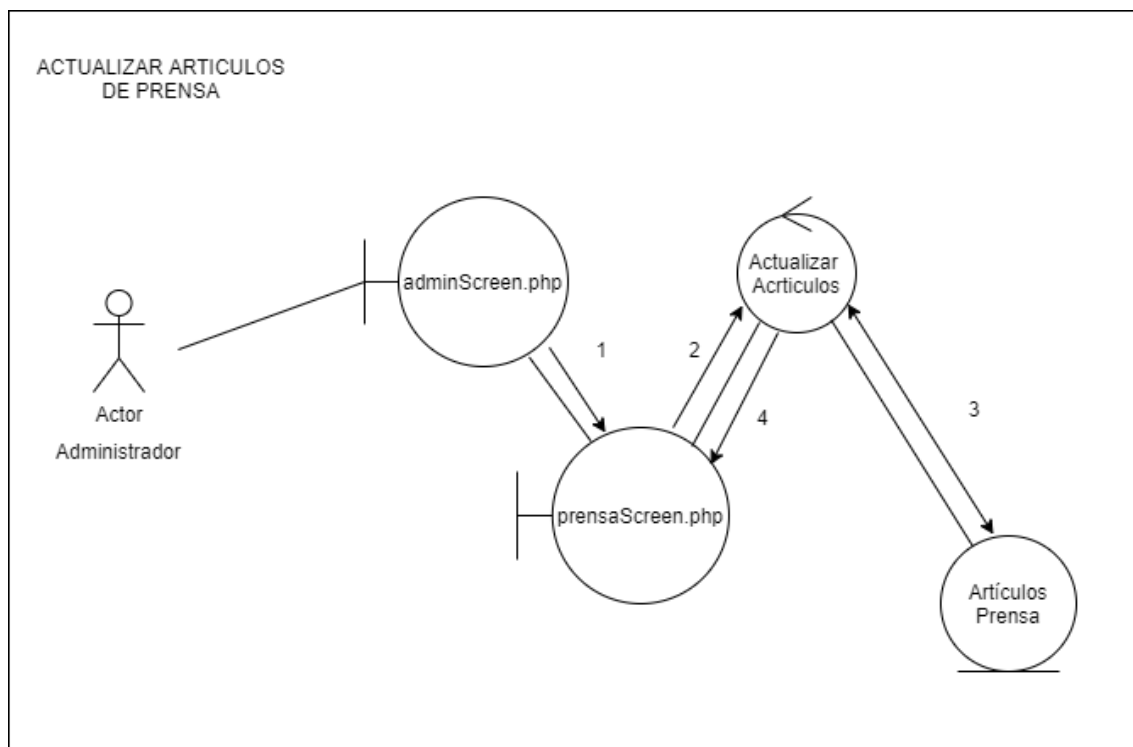 ACTUALIZAR ARTICULOS
DE PRENSA
adminScreen.php
Actualizar
Acrticulos
1
2
Actor
Administrador
4
3
prensaScreen.php
Artículos
Prensa